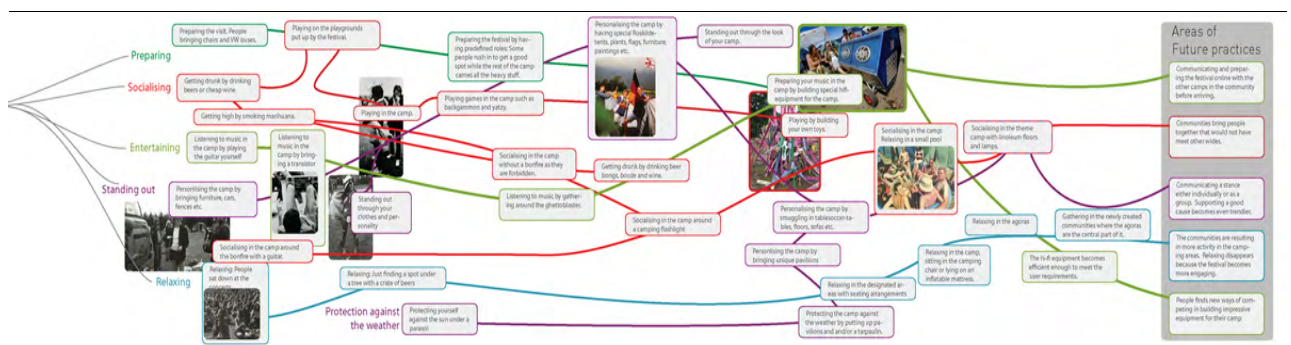 Preparing
Socialising
Entertaining
Standing out
Relaxing
Protection against
the weather
Preparing the visit. People
bringing chairs and VW buses.
Playing on the playgrounds
put up by the festival.
Getting drunk by drinking
beers or cheap wine.
Getting high by smoking marihuana.
Listening to music in
the camp by playing
the guitar yourself
Listening to
music in the
camp by bring-
ing a transistor
Personlising the camp by
bringing furniture, cars,
fences etc.
Socialising in the camp around
the bonfire with a guitar.
Relaxing: People
sat down at the
Preparing the festival by hav-
ing predefined roles: Some
people rush in to get a good
spot while the rest of the camp
carries all the heavy stuff.
Playing in the camp.
Playing games in the camp such as
backgammon and yatzy.
Standing out
through your
clothes and per-
sonality
Relaxing: Just finding a spot under
a tree with a crate of beers
Protecting yourself
against the sun under a
parasol
Personalising the camp by
having special Roskilde-
tents, plants, flags, furniture,
paintings etc.
Standing out through the look
of your camp.
Socialising in the camp
without a bonfire as they
are forbidden.
Getting drunk by drinking beer
bongs, booze and wine.
Listening to music by gather-
ing around the ghettoblaster.
Socialising in the camp around
a camping flashlight
Preparing your music in the
camp by building special hifi-
equipment for the camp.
Playing by building
your own toys.
Personalising the camp by
smuggling in tablesoccer-ta-
bles, floors, sofas etc.
Personlising the camp by
bringing unique pavilions
Relaxing in the designated ar-
eas with seating arrangements
Protecting the camp against
the weather by putting up pa-
vilions and and/or a tarpaulin.
Socialising in the camp:
Relaxing in a small pool
Socialising in the theme
camp with linoleum floors
and lamps.
Relaxing in the agoras
Relaxing in the camp,
sitting in the camping
chair or lying on an
inflatable mattress.
Gathering in the newly created
communities where the agoras
are the central part of it.
The hi-fi equipment becomes
efficient enough to meet the
user requirements.
Areas of
Future practices
Communicating and prepar-
ing the festival online with the
other camps in the community
before arriving.
Communities bring people
together that would not have
meet other wides.
Communicating a stance
either individually or as a
group. Supporting a good
cause becomes even trendier.
The communities are resulting
in more activity in the camp-
ing areas. Relaxing disappears
because the festival becomes
more engaging.
People finds new ways of com-
peting in building impressive
equipment for their camp